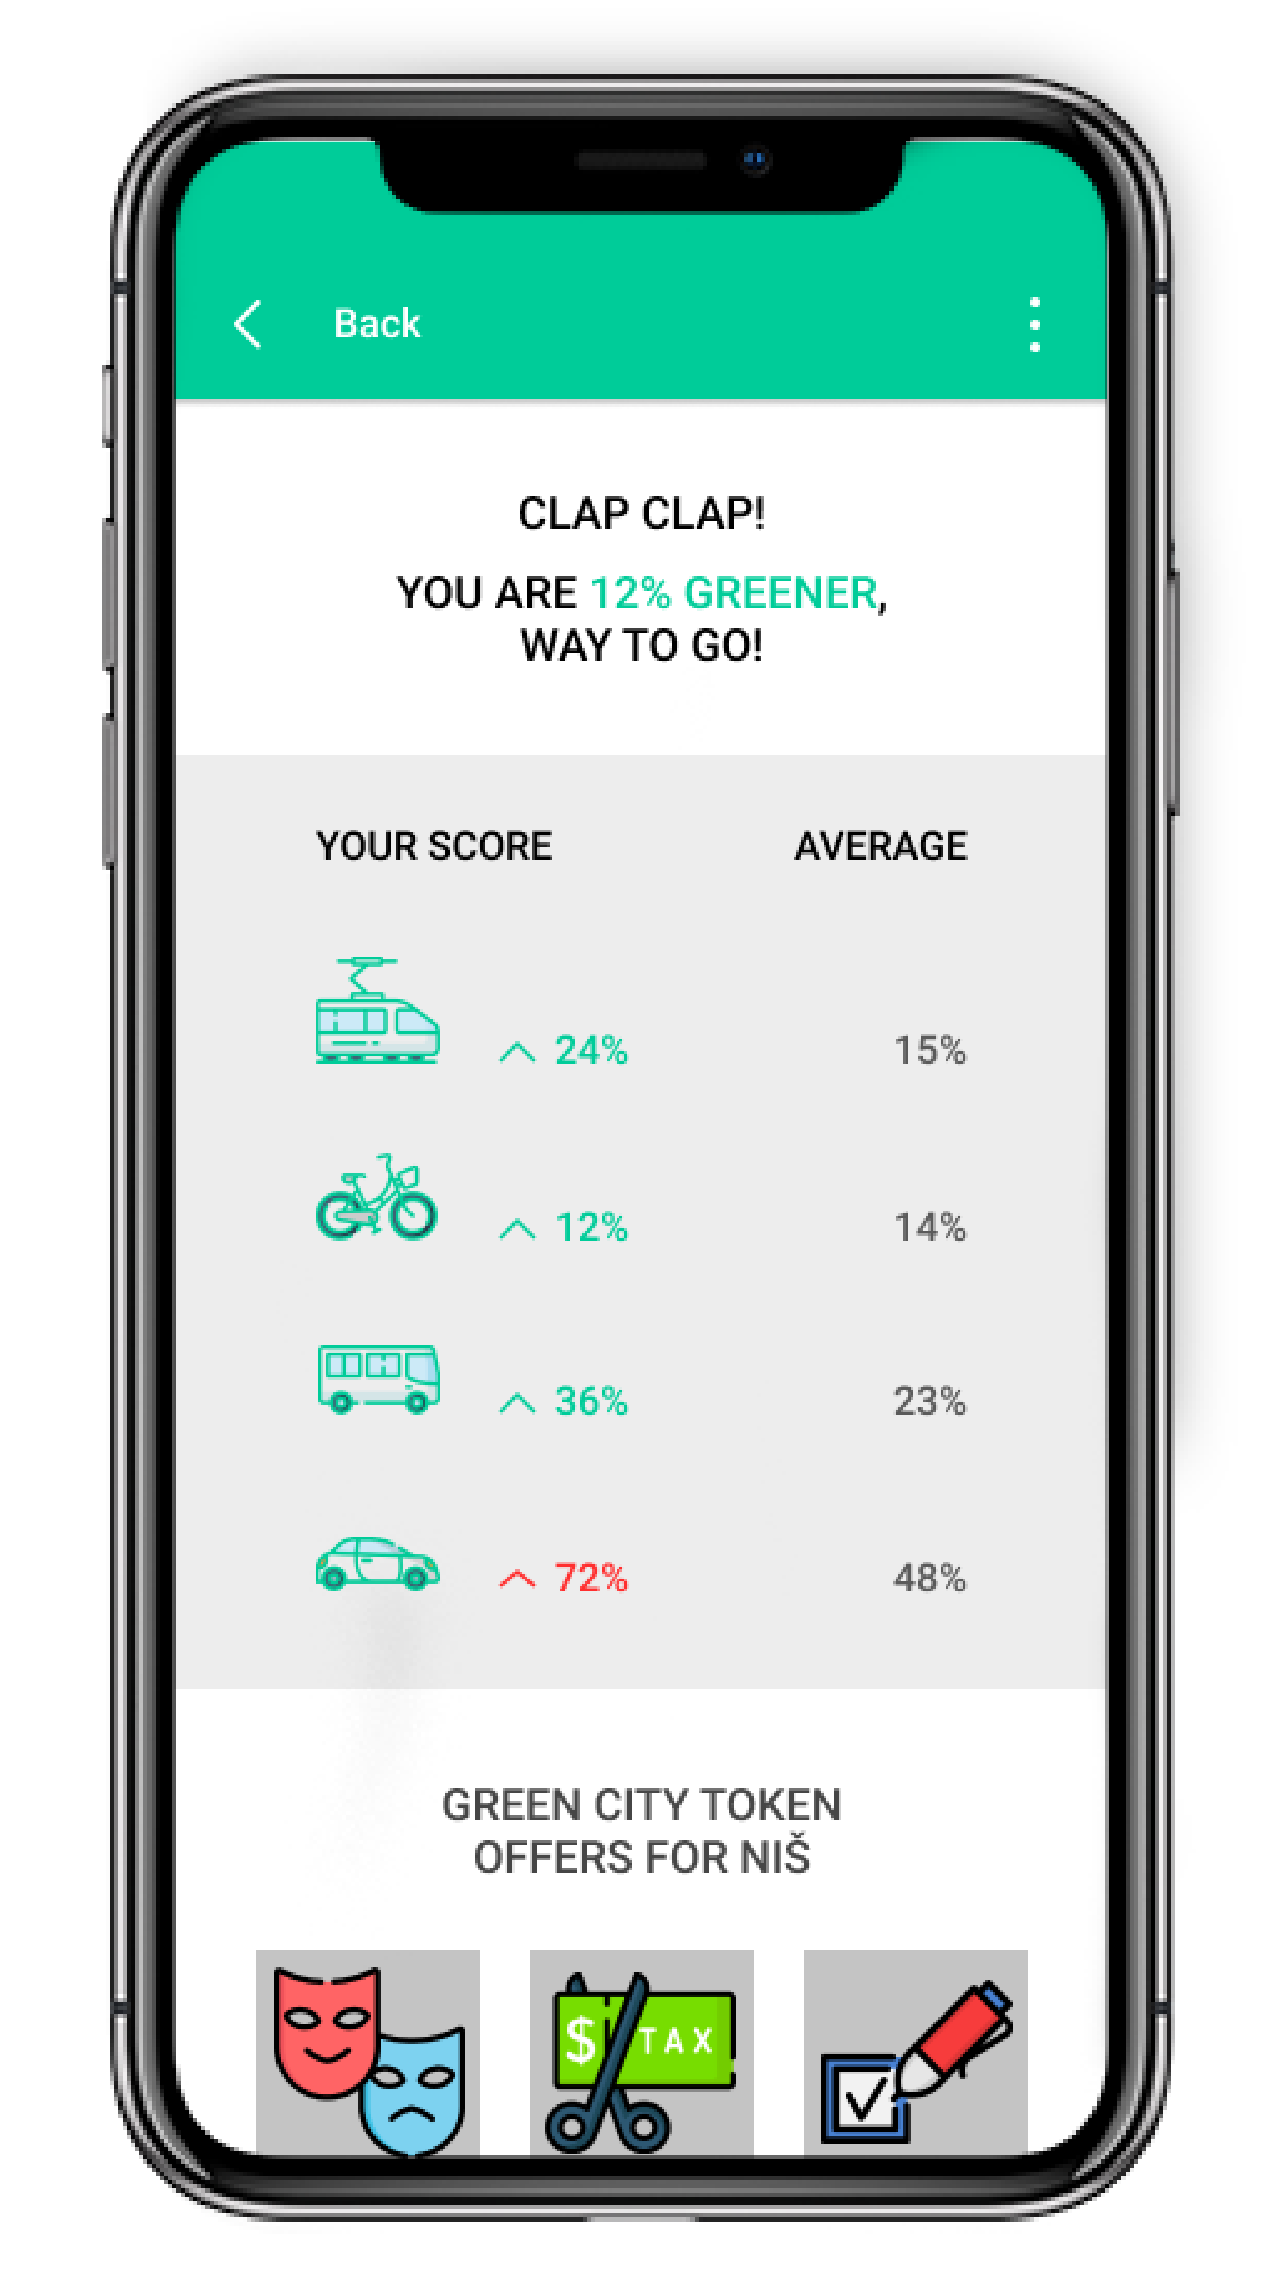 Back
CLAP CLAP!
YOU ARE 12% GREENER,
WAY TO GO!
YOUR SCORE AVERAGE
24% 15%
12% 14%
36% 23%
72% 48%
GREEN CITY TOKEN
OFFERS FOR NIŠ
$ TAX